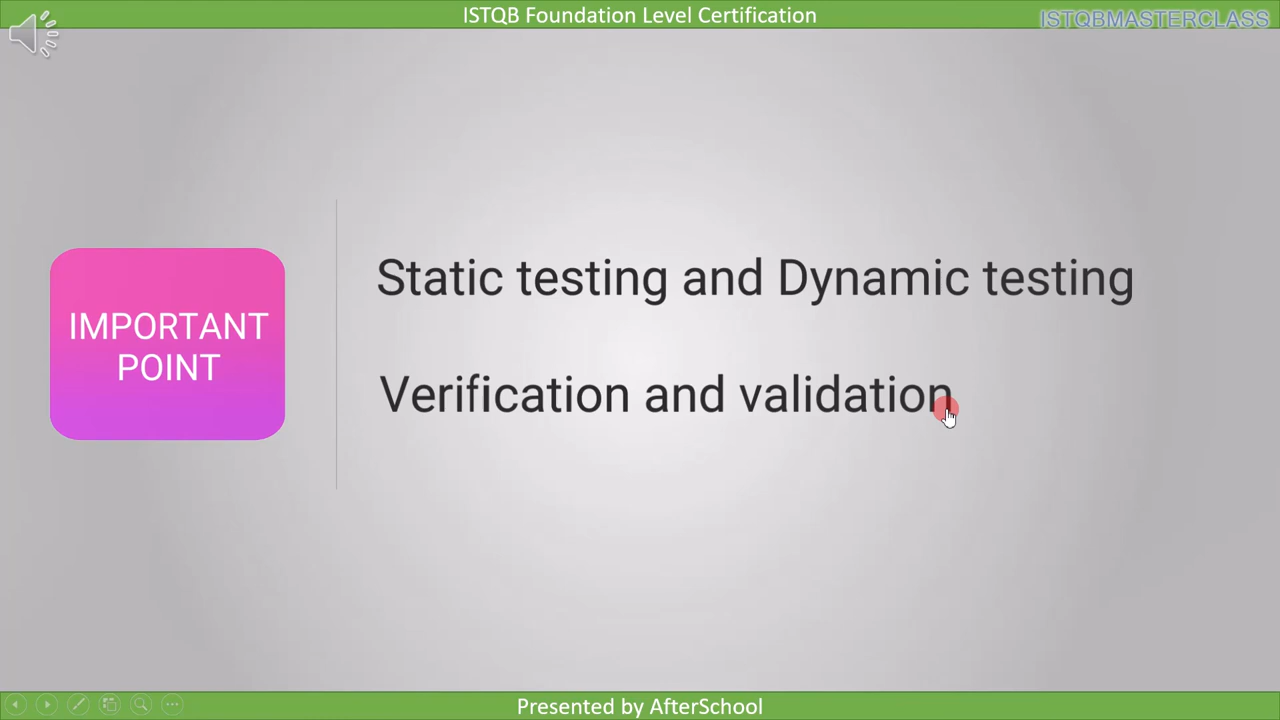 ISTQB Foundation Level Certification
ISTQBMASTERCLASS
IMPORTANT
POINT
Static testing and Dynamic testing
Verification and validation
Presented by AfterSchool